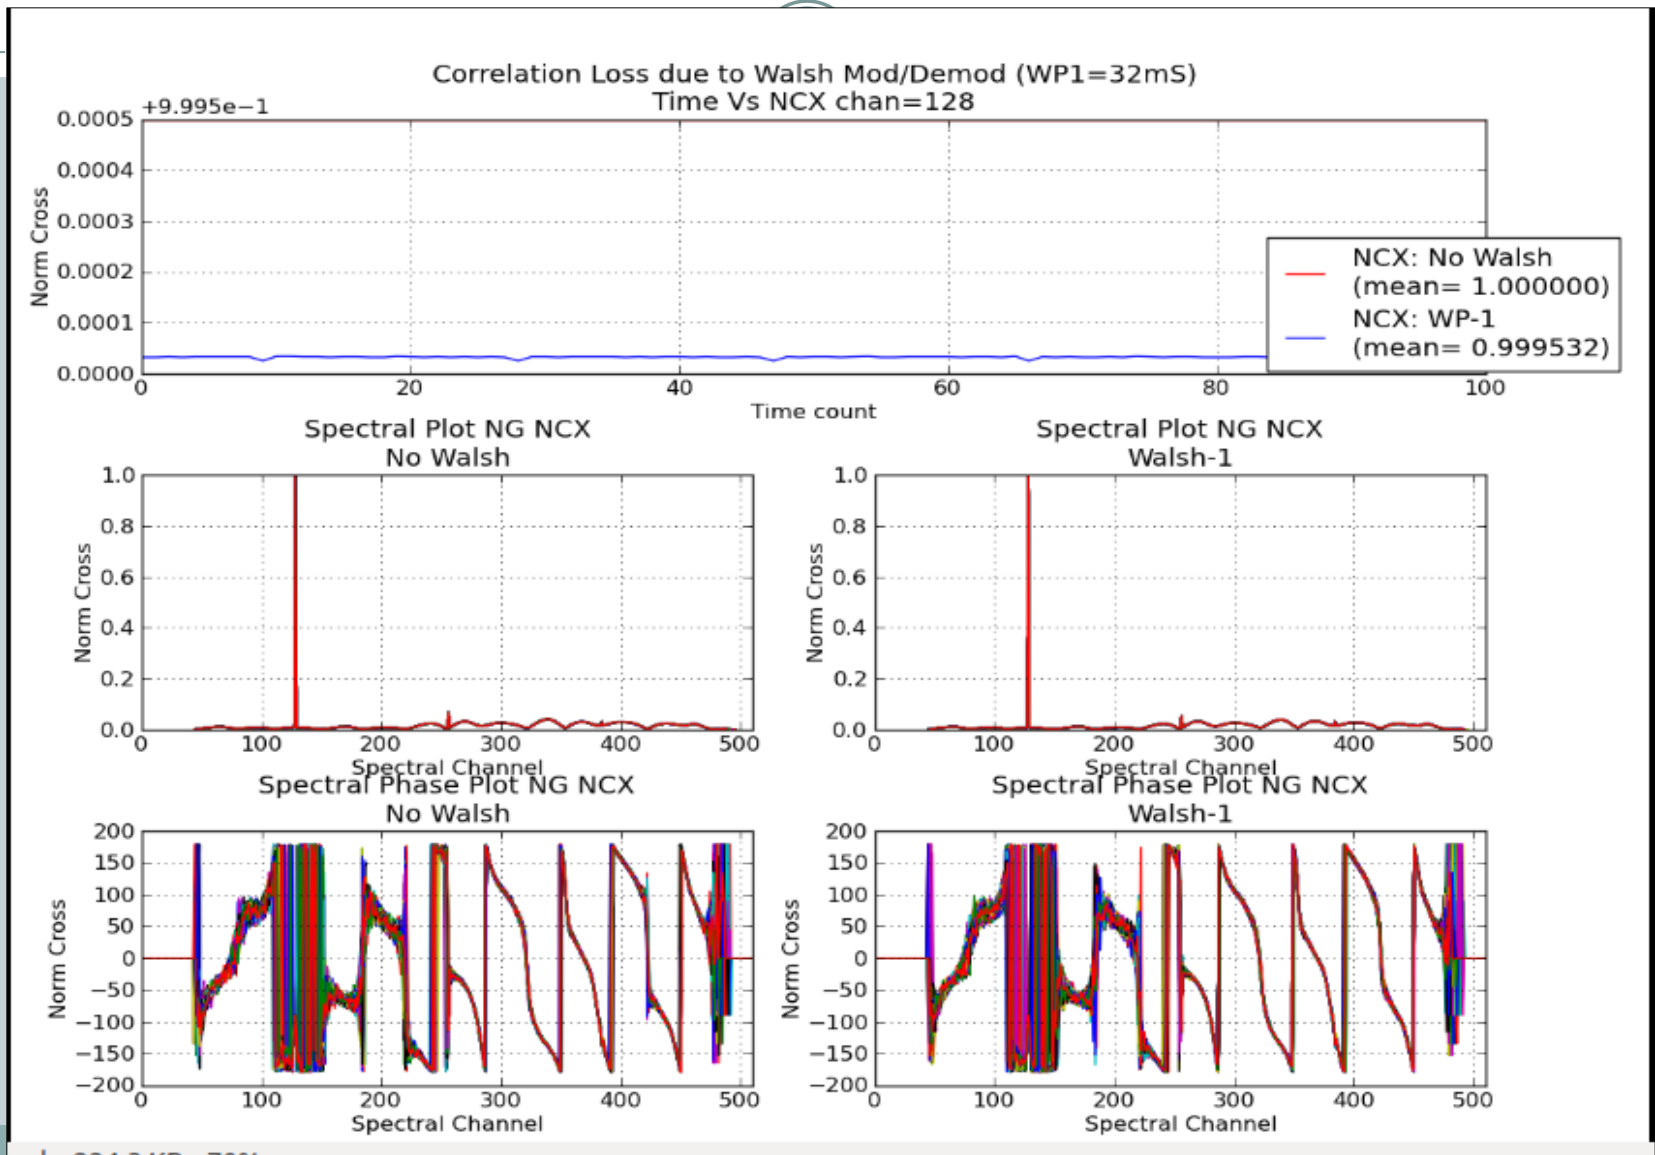 Correlation Loss due to Walsh Mod/Demod (WP1=32mS)
Time Vs NCX chan=128
+9.995e−1
0.0005
0.0004
0.0003
0.0002
0.0001
0.0000
Norm Cross
0 20 40 60 80 100
Time count
NCX: No Walsh
(mean= 1.000000)
NCX: WP-1
(mean= 0.999532)
Spectral Plot NG NCX
No Walsh
1.0
0.8
0.6
0.4
0.2
0.0
Norm Cross
0 100 200 300 400 500
Spectral Channel
Spectral Plot NG NCX
Walsh-1
1.0
0.8
0.6
0.4
0.2
0.0
Norm Cross
0 100 200 300 400 500
Spectral Channel
Spectral Phase Plot NG NCX
No Walsh
200
150
100
50
0
−50
−100
−150
−200
Norm Cross
0 100 200 300 400 500
Spectral Channel
Spectral Phase Plot NG NCX
Walsh-1
200
150
100
50
0
−50
−100
−150
−200
Norm Cross
0 100 200 300 400 500
Spectral Channel